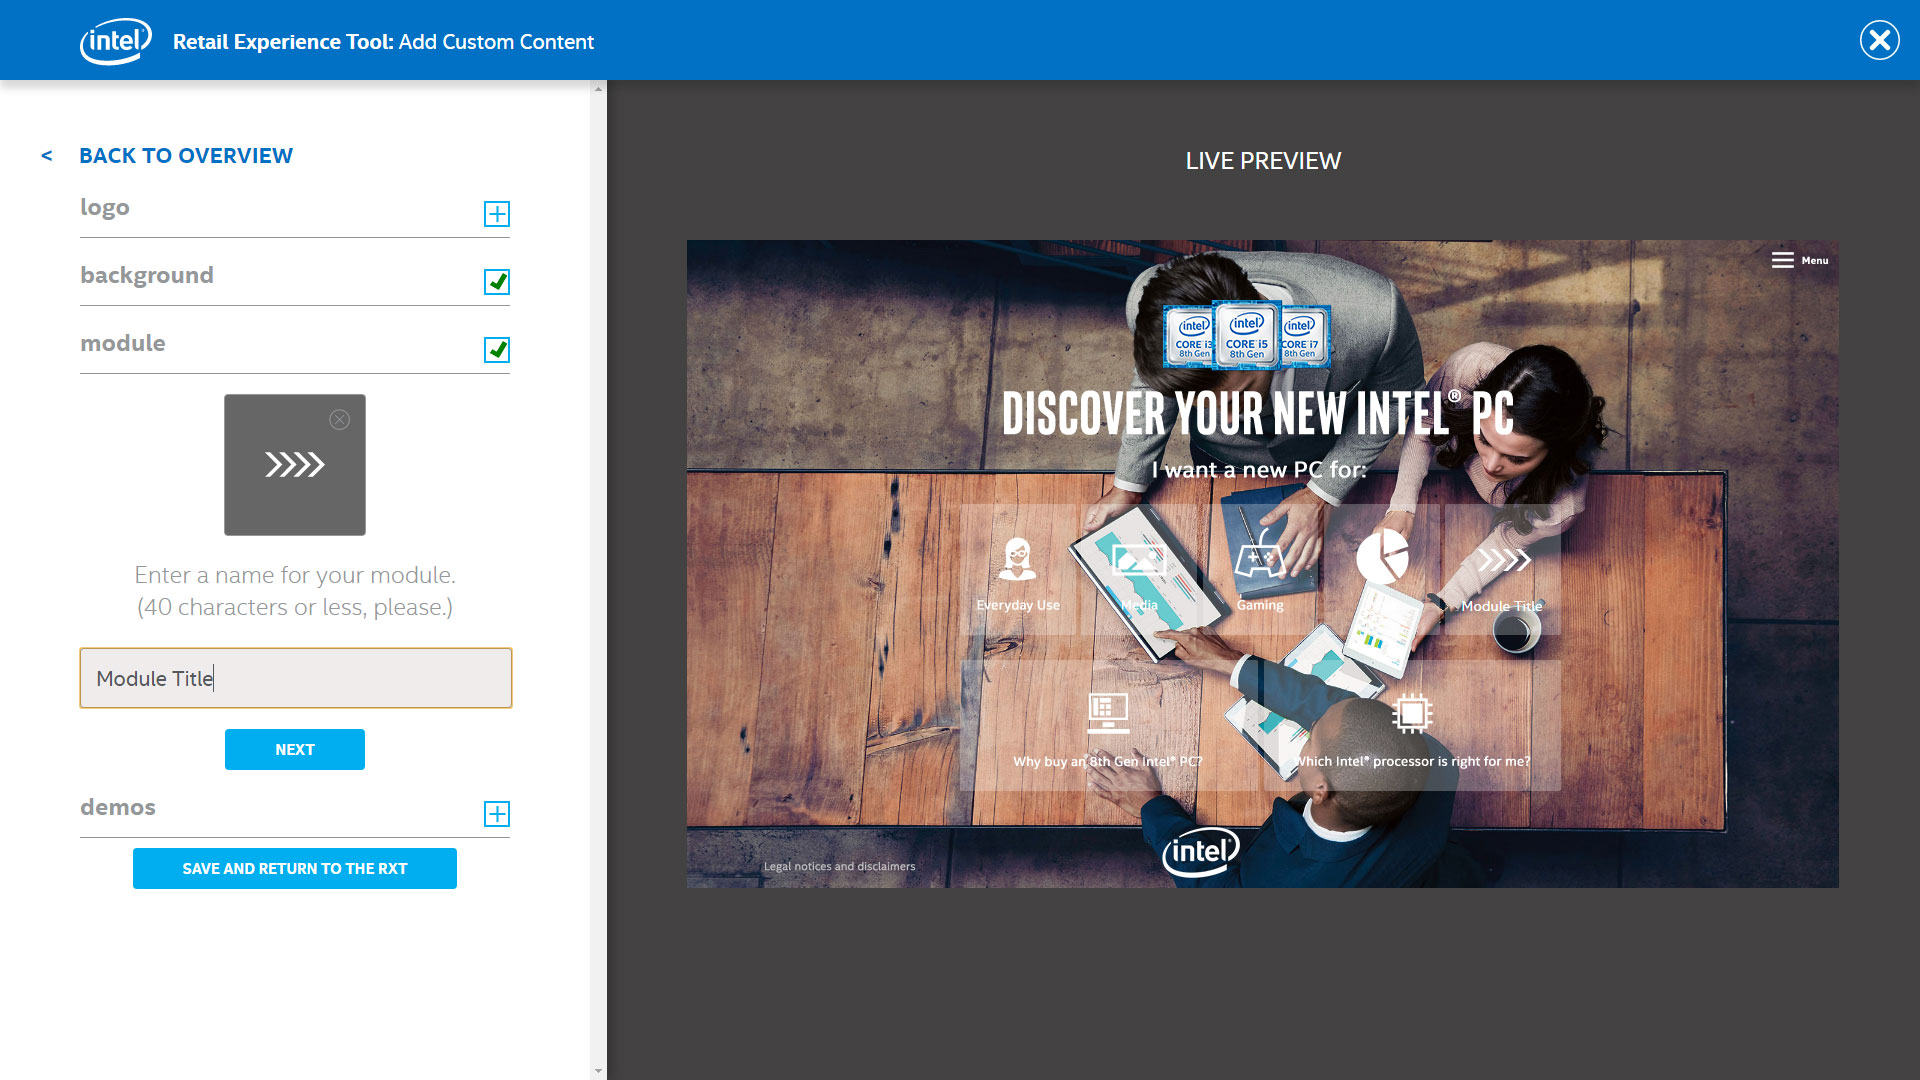 intel
Retail Experience Tool: Add Custom Content
< BACK TO OVERVIEW
logo
background
module
Enter a name for your module.
(40 characters or less, please.)
Module Title
NEXT
demos
SAVE AND RETURN TO THE RXT
LIVE PREVIEW
Menu
intel intel intel
CORE i3 CORE i5 CORE i7
8th Gen 8th Gen 8th Gen
DISCOVER YOUR NEW INTEL® PC
I want a new PC for:
Everyday Use
Media
Gaming
Module Title
Why buy an 8th Gen Intel® PC?
Which Intel® processor is right for me?
Legal notices and disclaimers
intel